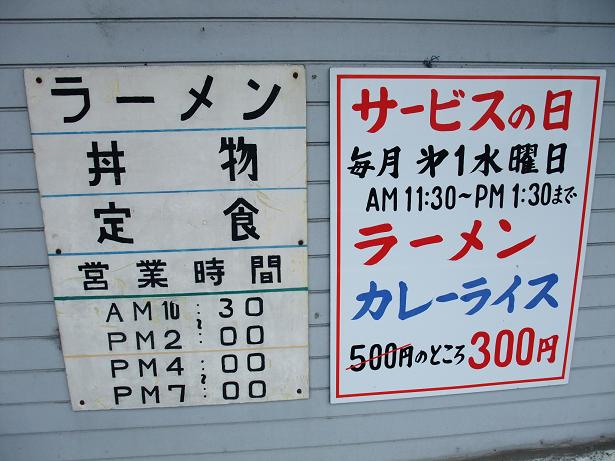 ラーメン
丼物
定食
営業時間
AM10:30
~
PM2:00
PM4:00
~
PM7:00
サービスの日
毎月 㐧1水曜日
AM11:30~PM1:30まで
ラーメン
カレーライス
500円のところ300円